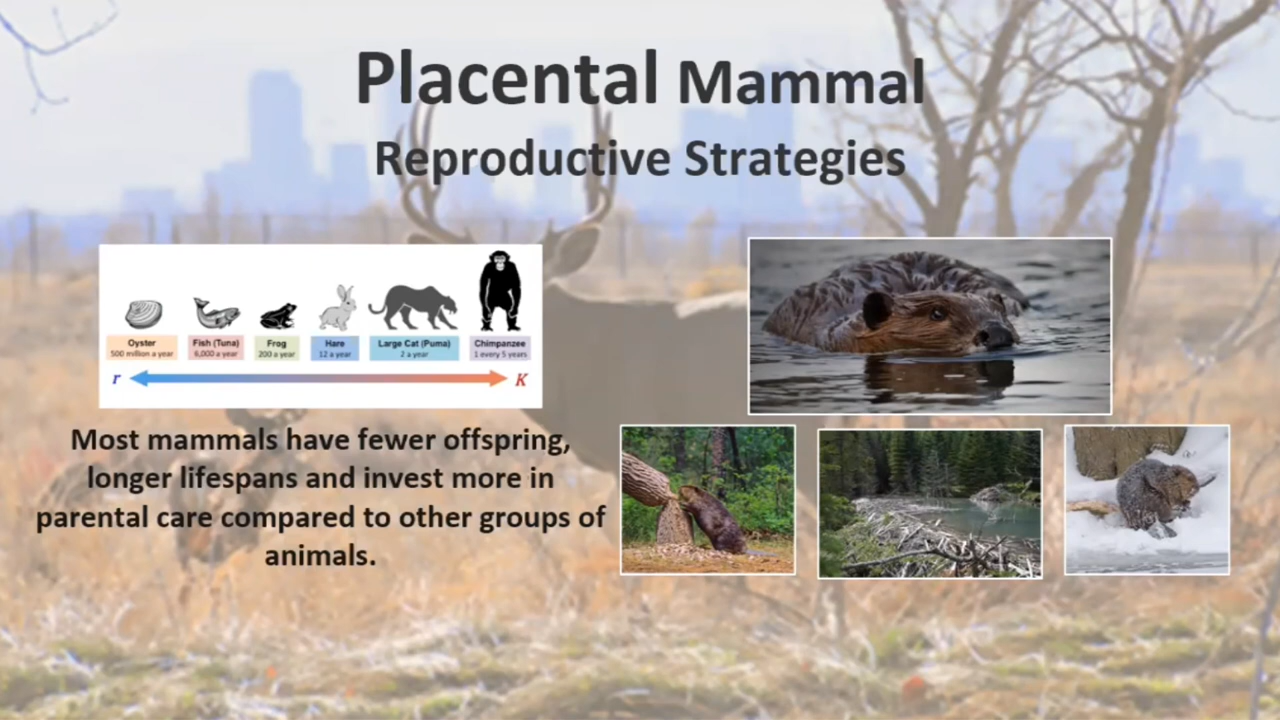 Placental Mammal
Reproductive Strategies
Oyster
500 million a year
Fish (Tuna)
6,000 a year
Frog
200 a year
Hare
12 a year
Large Cat (Puma)
2 a year
Chimpanzee
1 every 5 years
r
K
Most mammals have fewer offspring,
longer lifespans and invest more in
parental care compared to other groups of
animals.